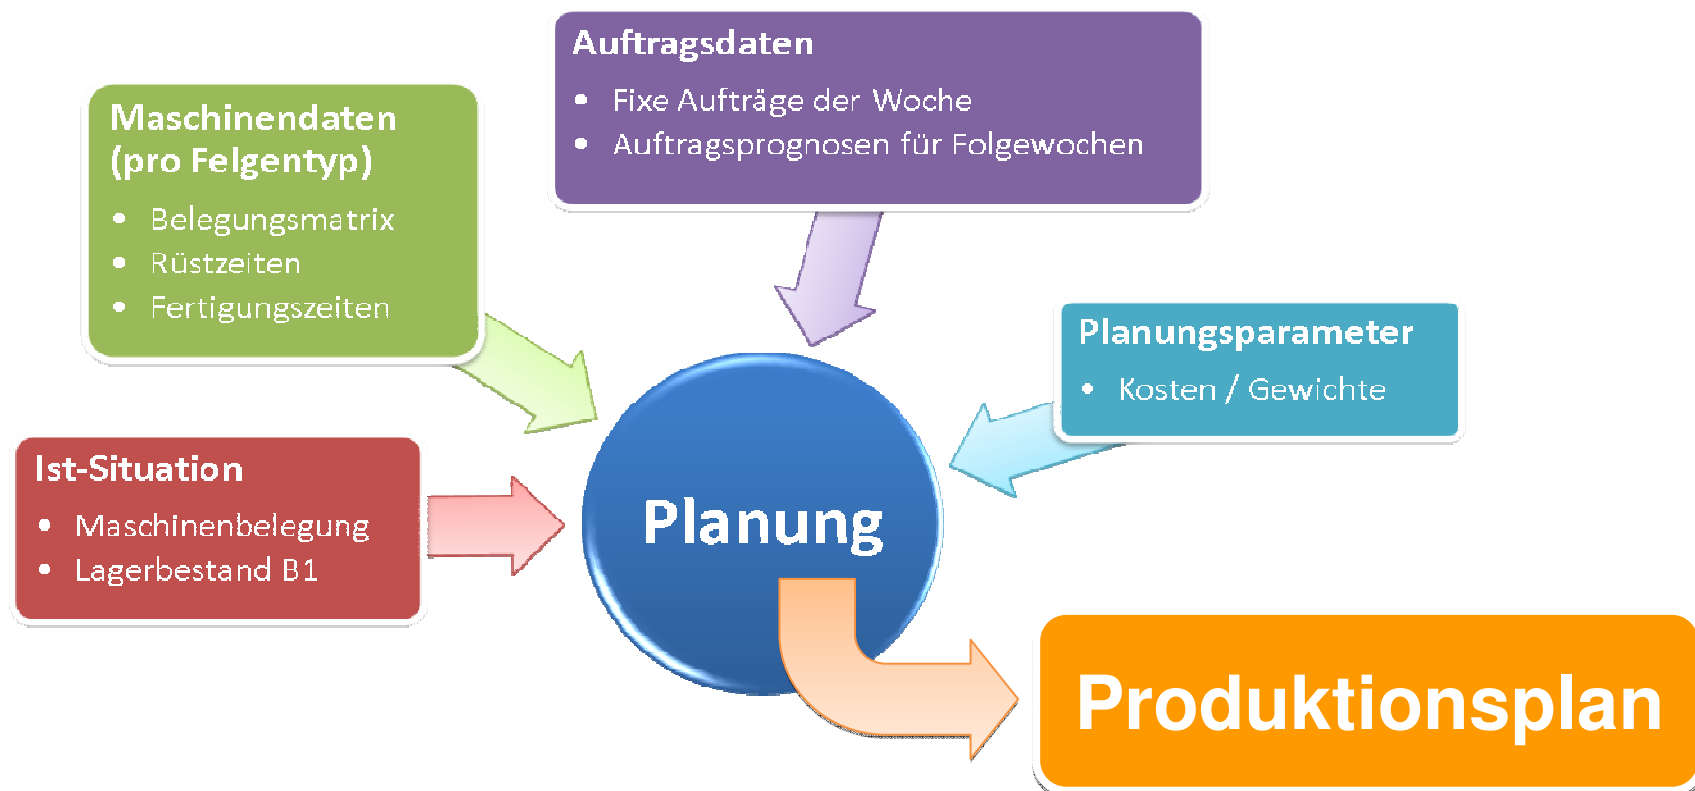 Auftragsdaten
• Fixe Aufträge der Woche
• Auftragsprognosen für Folgewochen
Maschinendaten
(pro Felgentyp)
• Belegungsmatrix
• Rüstzeiten
• Fertigungszeiten
Planungsparameter
• Kosten / Gewichte
Ist-Situation
• Maschinenbelegung
• Lagerbestand B1
Planung
Produktionsplan